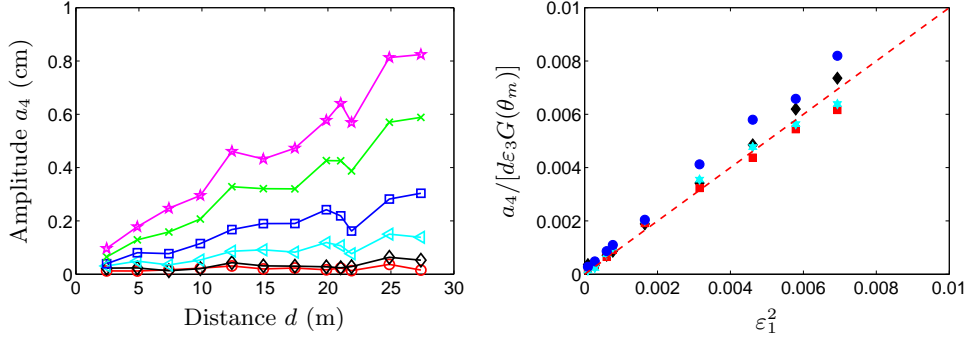 Amplitude a₄ (cm)
1
0.8
0.6
0.4
0.2
0
0 5 10 15 20 25 30
Distance d (m)
a₄/[dε₃G(θₘ)]
0.01
0.008
0.006
0.004
0.002
0
0 0.002 0.004 0.006 0.008 0.01
ε₁²